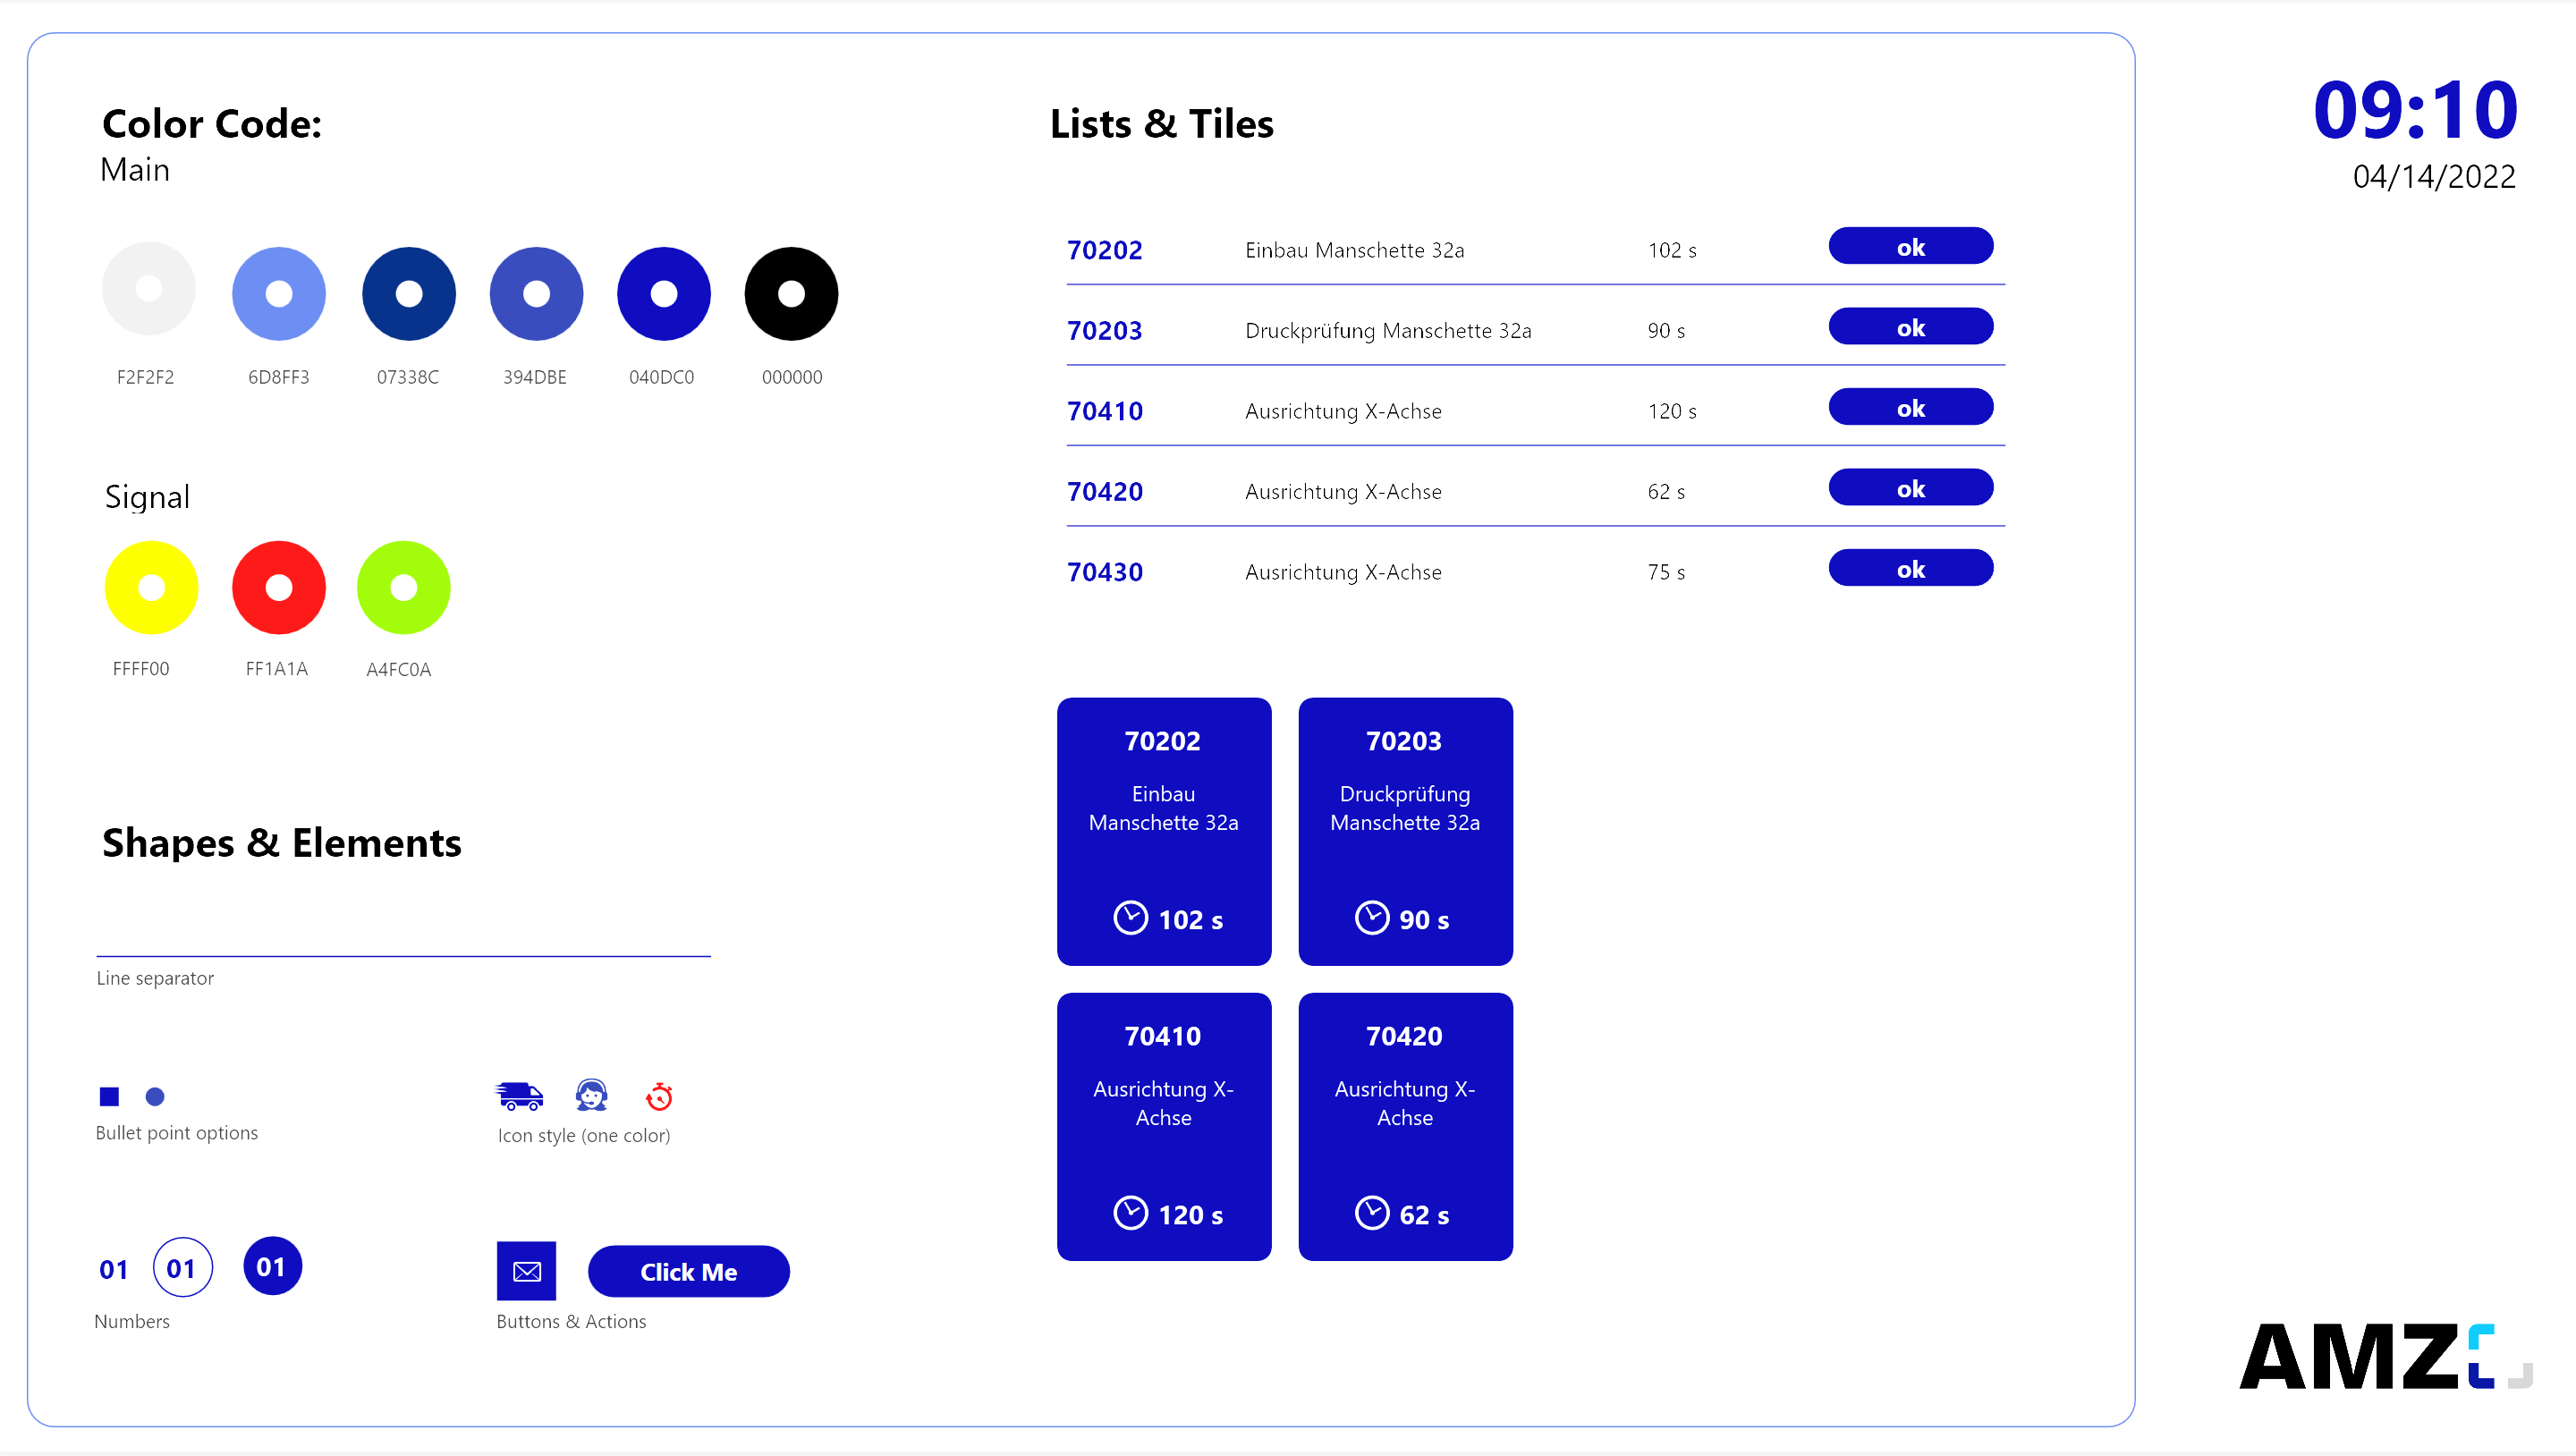 Color Code:
Main
F2F2F2 6D8FF3 07338C 394DBE 040DC0 000000
Signal
FFFF00 FF1A1A A4FC0A
Shapes & Elements
Line separator
Bullet point options
Icon style (one color)
01 01 01
Numbers
Click Me
Buttons & Actions
Lists & Tiles
70202 Einbau Manschette 32a 102 s ok
70203 Druckprüfung Manschette 32a 90 s ok
70410 Ausrichtung X-Achse 120 s ok
70420 Ausrichtung X-Achse 62 s ok
70430 Ausrichtung X-Achse 75 s ok
70202
Einbau
Manschette 32a
102 s
70203
Druckprüfung
Manschette 32a
90 s
70410
Ausrichtung X-
Achse
120 s
70420
Ausrichtung X-
Achse
62 s
09:10
04/14/2022
AMZ